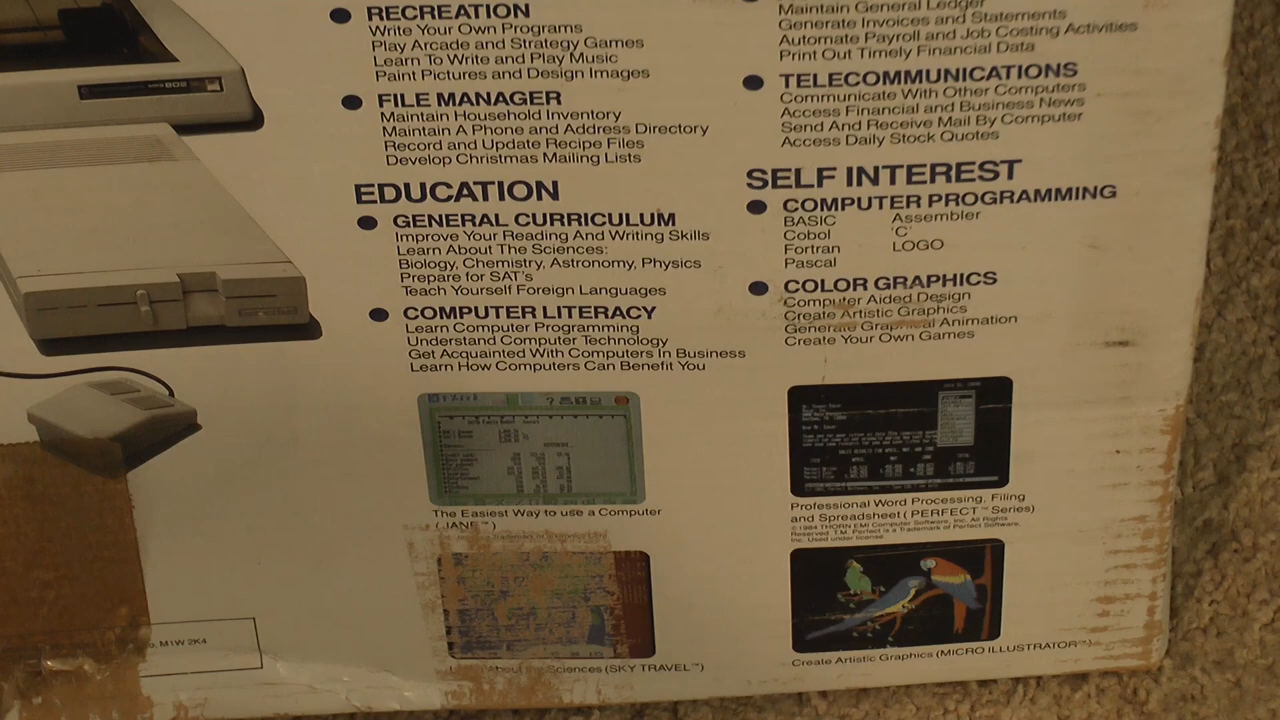 RECREATION
Write Your Own Programs
Play Arcade and Strategy Games
Learn To Write and Play Music
Paint Pictures and Design Images
FILE MANAGER
Maintain Household Inventory
Maintain A Phone and Address Directory
Record and Update Recipe Files
Develop Christmas Mailing Lists
EDUCATION
GENERAL CURRICULUM
Improve Your Reading And Writing Skills
Learn About The Sciences:
Biology, Chemistry, Astronomy, Physics
Prepare for SAT's
Teach Yourself Foreign Languages
COMPUTER LITERACY
Learn Computer Programming
Understand Computer Technology
Get Acquainted With Computers In Business
Learn How Computers Can Benefit You
The Easiest Way to use a Computer
(JANE™)
About the Sciences (SKY TRAVEL™)
M1W 2K4
Maintain General Ledger
Generate Invoices and Statements
Automate Payroll and Job Costing Activities
Print Out Timely Financial Data
TELECOMMUNICATIONS
Communicate With Other Computers
Access Financial and Business News
Send And Receive Mail By Computer
Access Daily Stock Quotes
SELF INTEREST
COMPUTER PROGRAMMING
BASIC Assembler
Cobol 'C'
Fortran LOGO
Pascal
COLOR GRAPHICS
Computer Aided Design
Create Artistic Graphics
Generate Graphical Animation
Create Your Own Games
Professional Word Processing, Filing
and Spreadsheet (PERFECT™ Series)
©1984 THORN EMI Computer Software, Inc. All Rights
Reserved. T.M. Perfect is a Trademark of Perfect Software,
Inc. Used under license
Create Artistic Graphics (MICRO ILLUSTRATOR™)